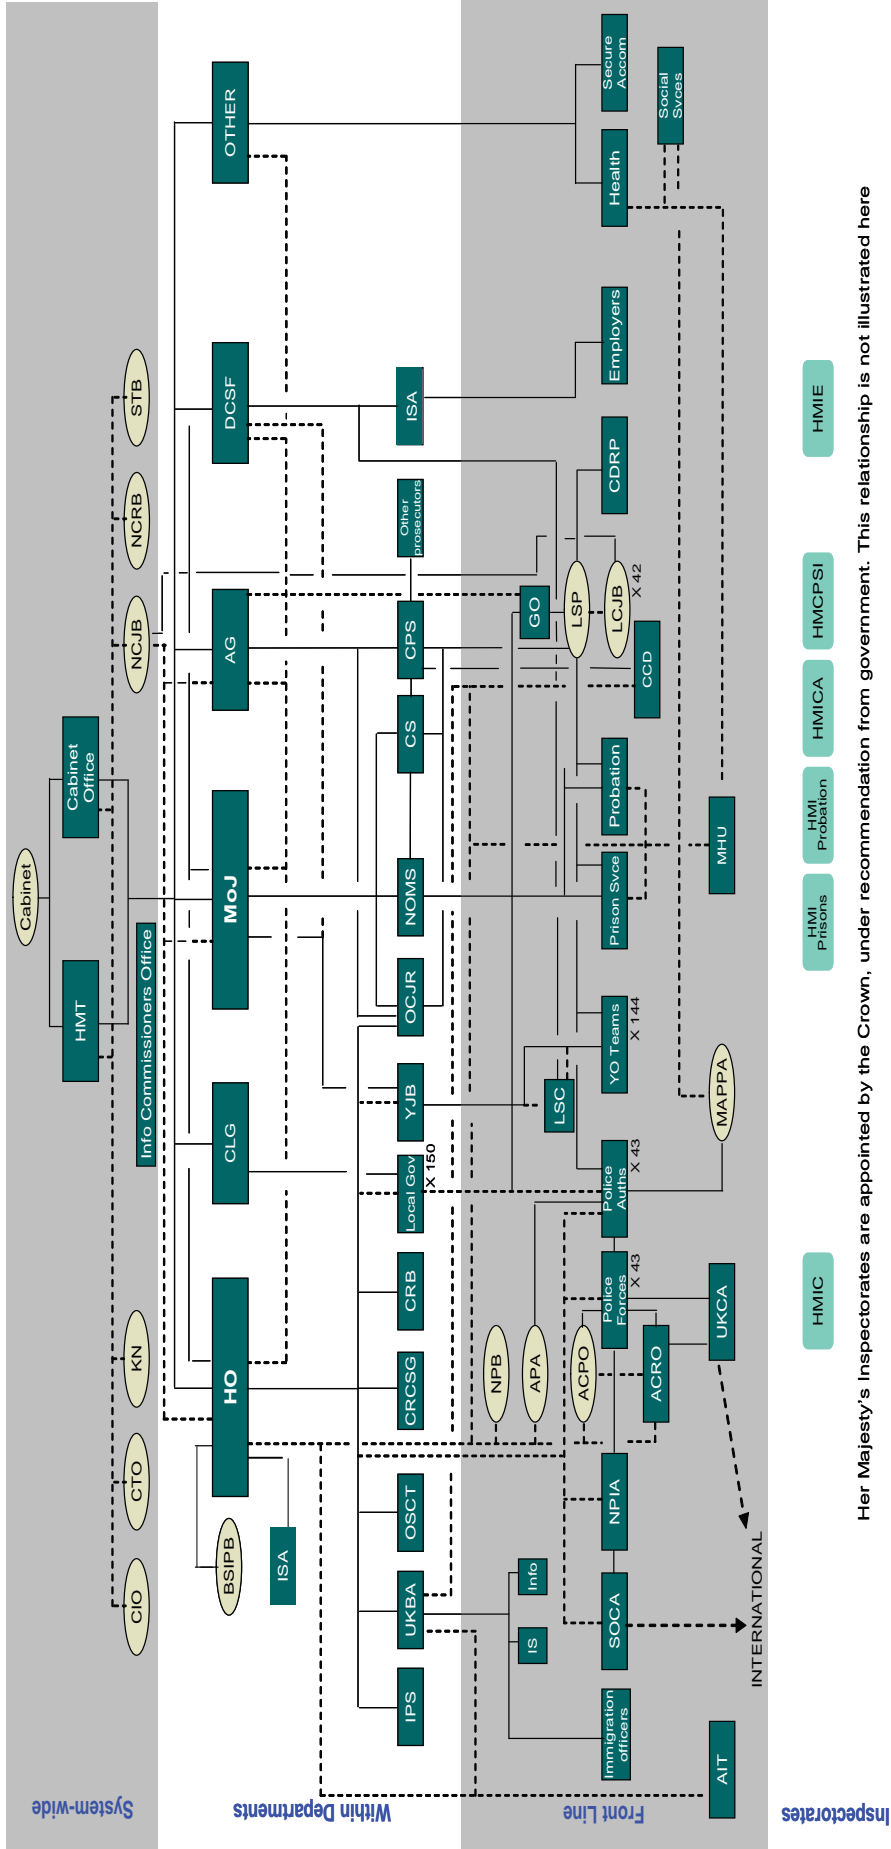 System-wide
Cabinet
HMT
Cabinet
Office
CIO
CTO
KN
NCJB
NCRB
STB
Info Commissioners Office
Within Departments
BSIPB
ISA
HO
CLG
MoJ
AG
DCSF
OTHER
IPS
UKBA
OSCT
CRCSG
CRB
Local Gov
X 150
YJB
OCJR
NOMS
CS
CPS
Other
prosecutors
ISA
Front Line
Immigration
officers
IS
Info
SOCA
NPIA
NPB
APA
ACPO
ACRO
Police
Forces
X 43
Police
Auths
X 43
LSC
YO Teams
X 144
Prison Svce
Probation
CCD
GO
LSP
LCJB
X 42
CDRP
Employers
Health
Secure
Accom
Social
Svces
AIT
INTERNATIONAL
UKCA
MAPPA
MHU
Inspectorates
HMIC
HMI
Prisons
HMI
Probation
HMICA
HMCPSI
HMIE
Her Majesty's Inspectorates are appointed by the Crown, under recommendation from government. This relationship is not illustrated here